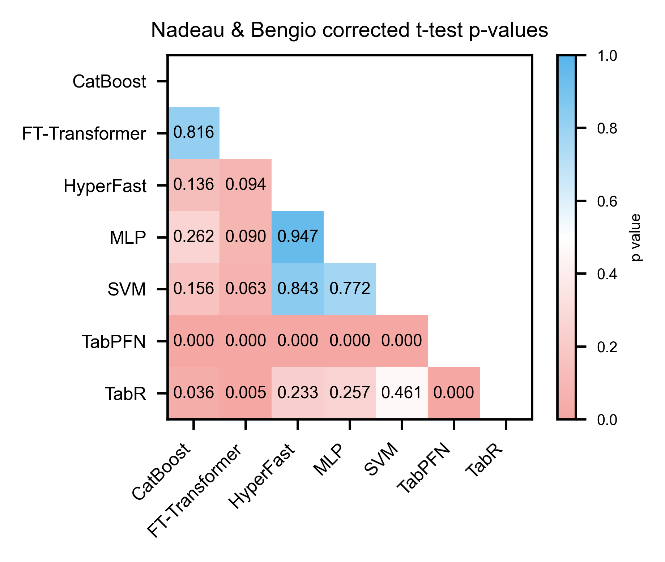 Nadeau & Bengio corrected t-test p-values
CatBoost
FT-Transformer 0.816
HyperFast 0.136 0.094
MLP 0.262 0.090 0.947
SVM 0.156 0.063 0.843 0.772
TabPFN 0.000 0.000 0.000 0.000 0.000
TabR 0.036 0.005 0.233 0.257 0.461 0.000
CatBoost
FT-Transformer
HyperFast
MLP
SVM
TabPFN
TabR
1.0
0.8
0.6
0.4
0.2
0.0
p value